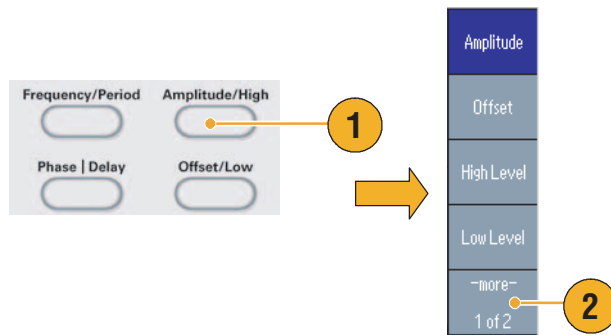 Frequency/Period Amplitude/High
1
Phase | Delay Offset/Low
Amplitude
Offset
High Level
Low Level
-more-
1 of 2
2